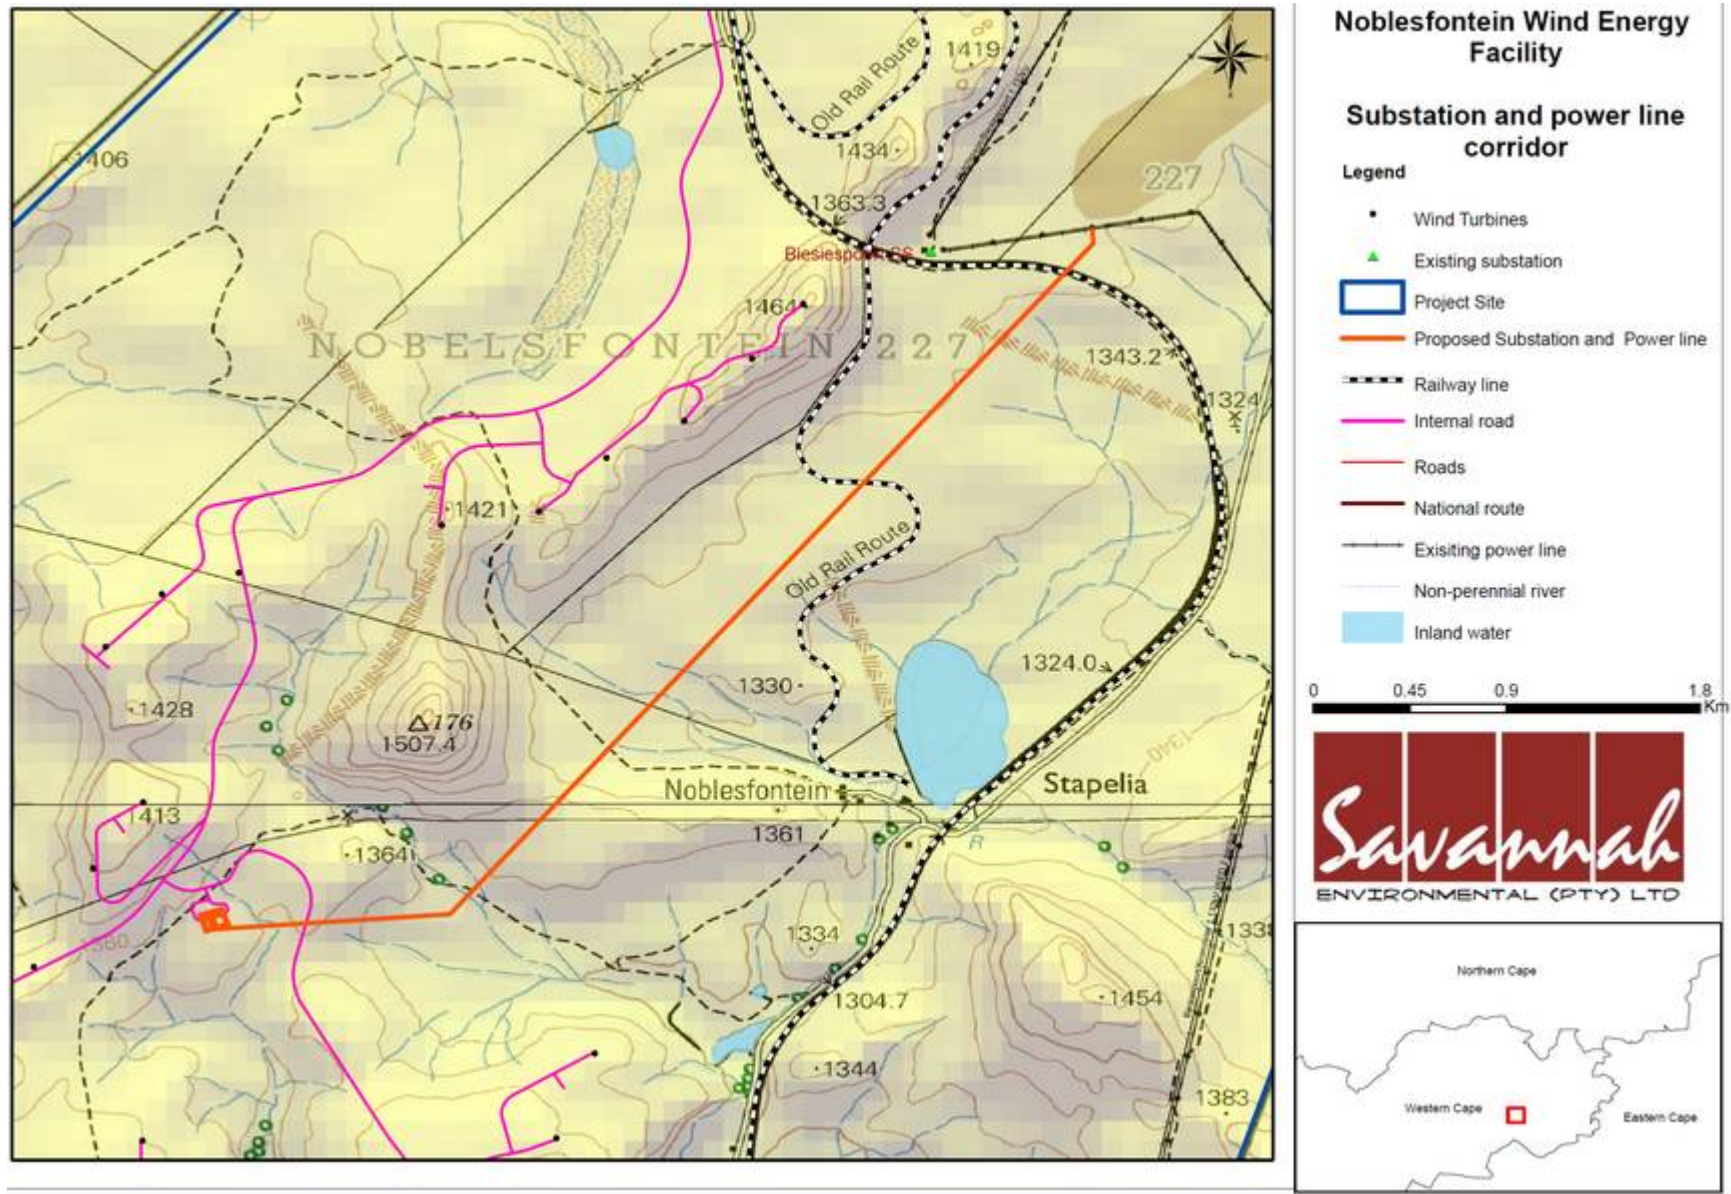 Noblesfontein Wind Energy
Facility
Substation and power line
corridor
Legend
Wind Turbines
Existing substation
Project Site
Proposed Substation and Power line
Railway line
Internal road
Roads
National route
Exisiting power line
Non-perennial river
Inland water
0 0.45 0.9 1.8
Km
Savannah
ENVIRONMENTAL (PTY) LTD
Northern Cape
Western Cape
Eastern Cape
1419
Old Rail Route
1406
1434
227
1363.3
1464
NOBELSFONTEIN 227
1343.2
1324
1421
Old Rail Route
1324.0
1330
1428
176
1507.4
1340
Noblesfontein
Stapelia
1413
1361
1364
R
1334
1360
1338
1454
1304.7
1344
1383